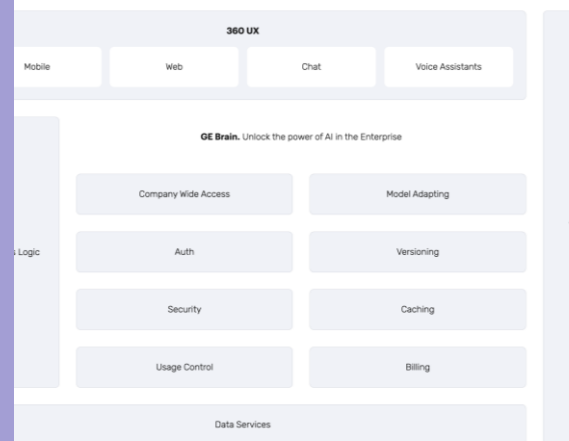 360 UX
Mobile
Web
Chat
Voice Assistants
GE Brain. Unlock the power of AI in the Enterprise
Company Wide Access
Model Adapting
Logic
Auth
Versioning
Security
Caching
Usage Control
Billing
Data Services